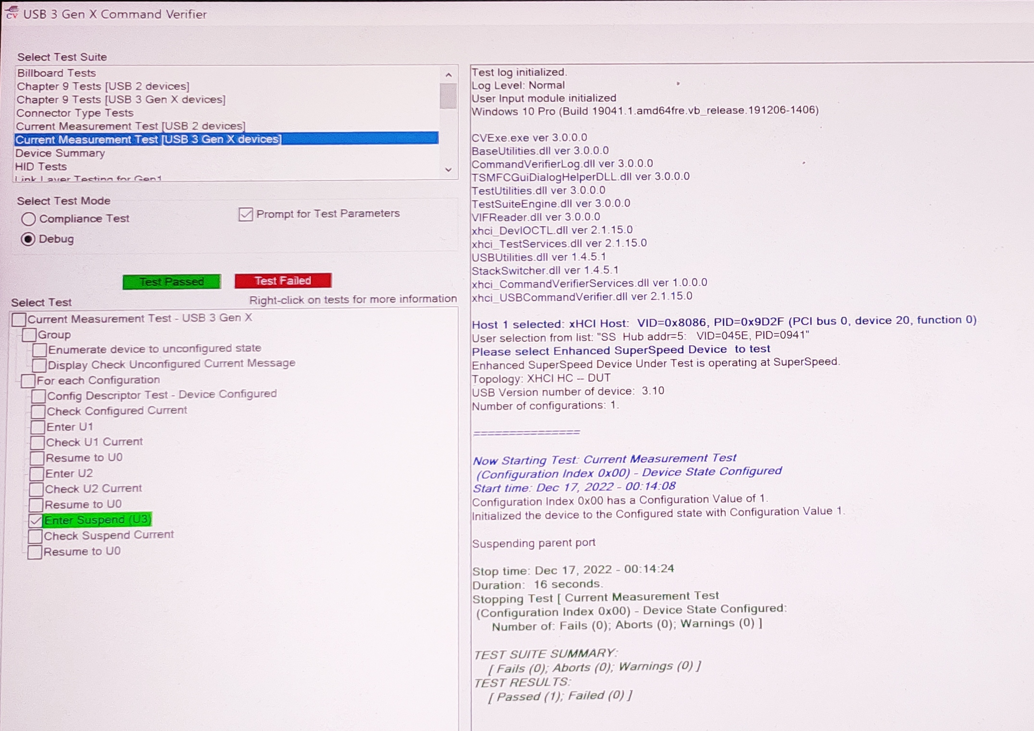 USB 3 Gen X Command Verifier
Select Test Suite
Billboard Tests
Chapter 9 Tests [USB 2 devices]
Chapter 9 Tests [USB 3 Gen X devices]
Connector Type Tests
Current Measurement Test [USB 2 devices]
Current Measurement Test [USB 3 Gen X devices]
Device Summary
HID Tests
Link Layer Testing for Gen1
Select Test Mode
Compliance Test
Prompt for Test Parameters
Debug
Test Passed
Test Failed
Select Test
Right-click on tests for more information
Current Measurement Test - USB 3 Gen X
Group
Enumerate device to unconfigured state
Display Check Unconfigured Current Message
For each Configuration
Config Descriptor Test - Device Configured
Check Configured Current
Enter U1
Check U1 Current
Resume to U0
Enter U2
Check U2 Current
Resume to U0
Enter Suspend (U3)
Check Suspend Current
Resume to U0
Test log initialized.
Log Level: Normal
User Input module initialized
Windows 10 Pro (Build 19041.1.amd64fre.vb_release.191206-1406)
CVExe.exe ver 3.0.0.0
BaseUtilities.dll ver 3.0.0.0
CommandVerifierLog.dll ver 3.0.0.0
TSMFCGuiDialogHelperDLL.dll ver 3.0.0.0
TestUtilities.dll ver 3.0.0.0
TestSuiteEngine.dll ver 3.0.0.0
VIFReader.dll ver 3.0.0.0
xhci_DevIOCTL.dll ver 2.1.15.0
xhci_TestServices.dll ver 2.1.15.0
USBUtilities.dll ver 1.4.5.1
StackSwitcher.dll ver 1.4.5.1
xhci_CommandVerifierServices.dll ver 1.0.0.0
xhci_USBCommandVerifier.dll ver 2.1.15.0
Host 1 selected: xHCI Host: VID=0x8086, PID=0x9D2F (PCI bus 0, device 20, function 0)
User selection from list: "SS Hub addr=5: VID=045E, PID=0941"
Please select Enhanced SuperSpeed Device to test
Enhanced SuperSpeed Device Under Test is operating at SuperSpeed.
Topology: XHCI HC -- DUT
USB Version number of device: 3.10
Number of configurations: 1.
================
Now Starting Test: Current Measurement Test
(Configuration Index 0x00) - Device State Configured
Start time: Dec 17, 2022 - 00:14:08
Configuration Index 0x00 has a Configuration Value of 1.
Initialized the device to the Configured state with Configuration Value 1.
Suspending parent port
Stop time: Dec 17, 2022 - 00:14:24
Duration: 16 seconds.
Stopping Test [ Current Measurement Test
(Configuration Index 0x00) - Device State Configured:
Number of: Fails (0); Aborts (0); Warnings (0) ]
TEST SUITE SUMMARY:
[ Fails (0); Aborts (0); Warnings (0) ]
TEST RESULTS:
[ Passed (1); Failed (0) ]